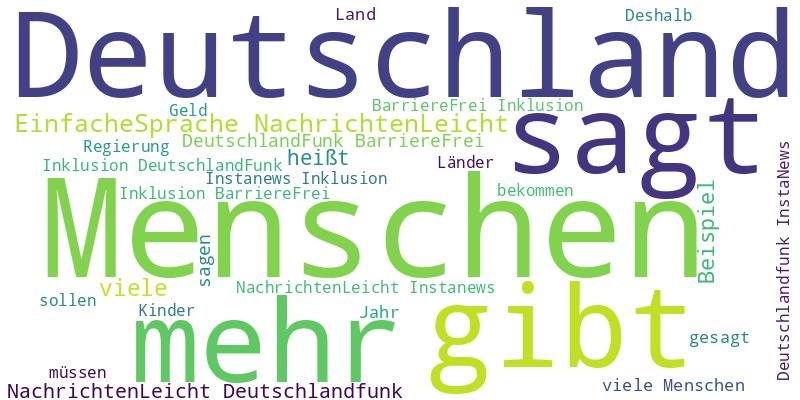 Deutschland
Land
Deshalb
Geld
BarriereFrei Inklusion
EinfacheSprache NachrichtenLeicht
sagt
Regierung
DeutschlandFunk BarriereFrei
Inklusion DeutschlandFunk
heißt
Länder
Instanews Inklusion
Inklusion BarriereFrei
bekommen
Menschen
Beispiel
Deutschlandfunk InstaNews
sagen
viele
NachrichtenLeicht Instanews
sollen
Kinder
Jahr
mehr
gibt
gesagt
müssen
viele Menschen
NachrichtenLeicht Deutschlandfunk